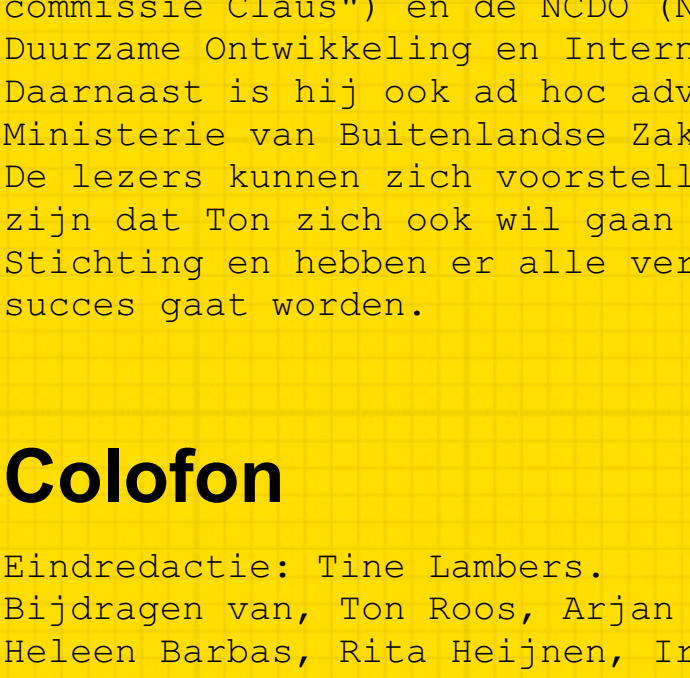 commissie Claus") en de NCDO (N
Duurzame Ontwikkeling en Intern
Daarnaast is hij ook ad hoc adv
Ministerie van Buitenlandse Zak
De lezers kunnen zich voorstell
zijn dat Ton zich ook wil gaan
Stichting en hebben er alle ver
succes gaat worden.
Colofon
Eindredactie: Tine Lambers.
Bijdragen van, Ton Roos, Arjan
Heleen Barbas, Rita Heijnen, Ir